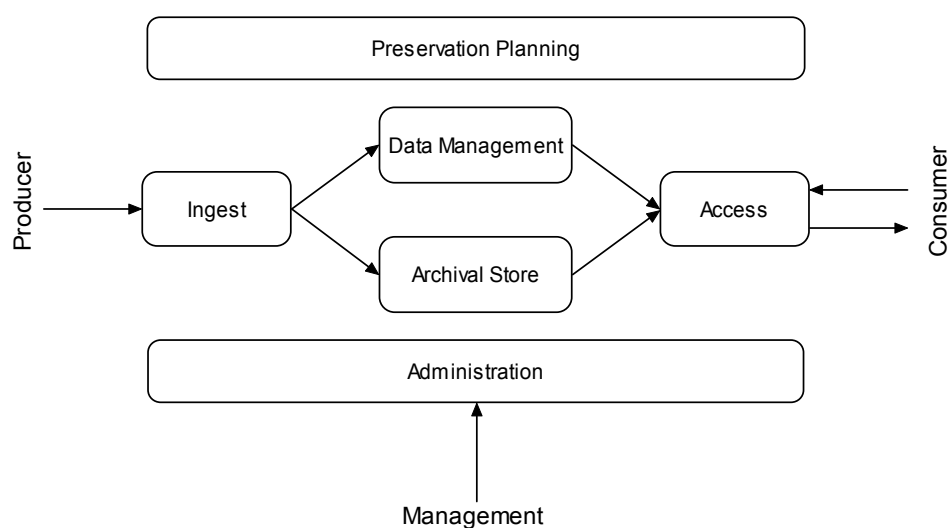 Preservation Planning
Producer
Ingest
Data Management
Archival Store
Access
Consumer
Administration
Management